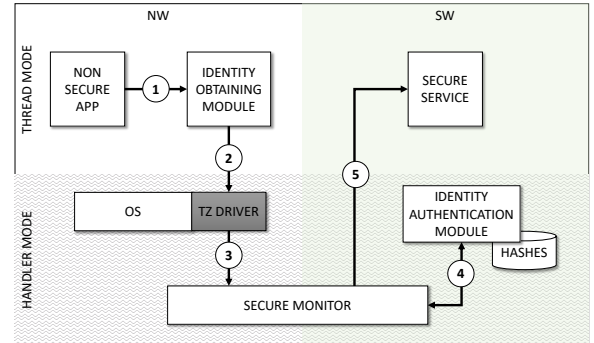 NW
SW
THREAD MODE
NON
SECURE
APP
1
IDENTITY
OBTAINING
MODULE
SECURE
SERVICE
2
5
HANDLER MODE
OS
TZ DRIVER
IDENTITY
AUTHENTICATION
MODULE
HASHES
3
4
SECURE MONITOR